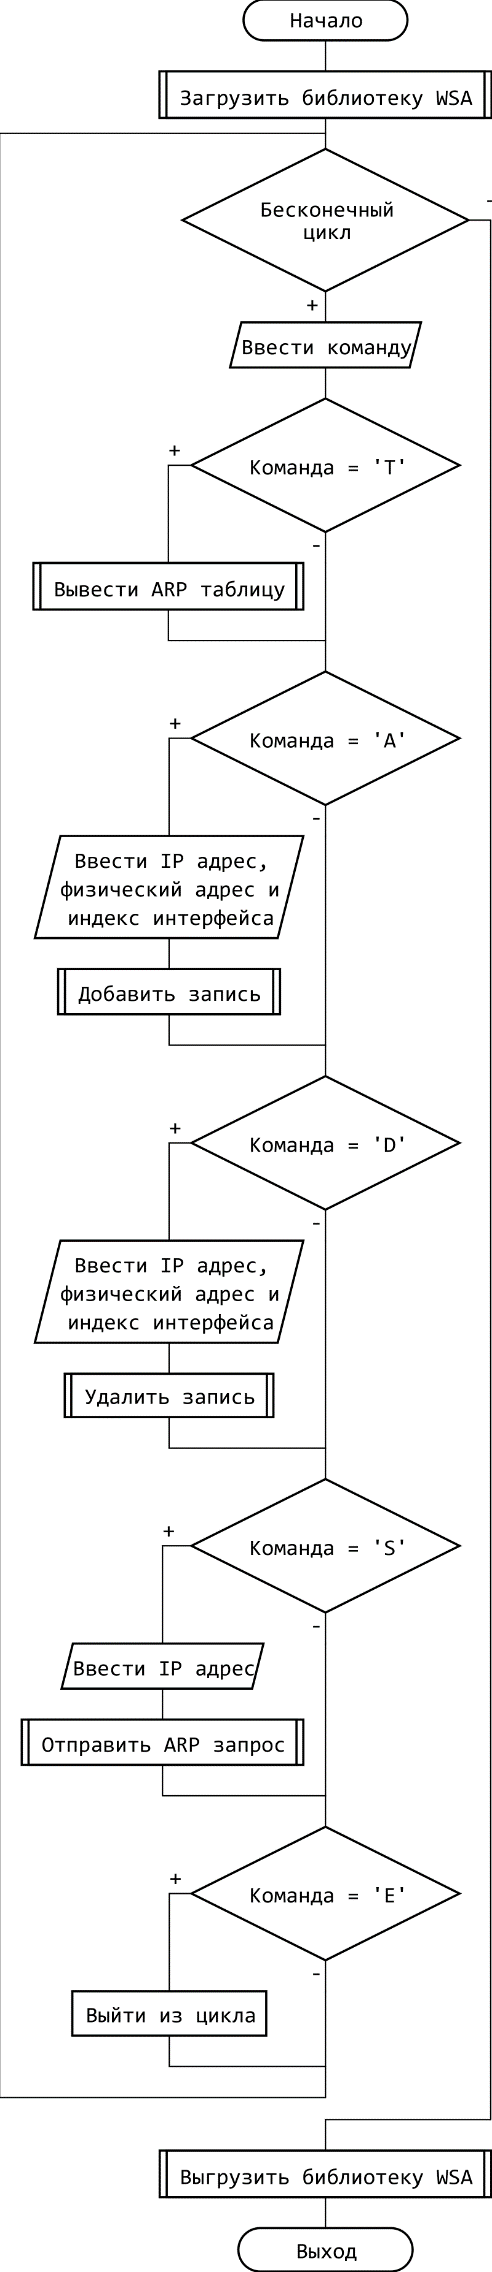 Начало
Загрузить библиотеку WSA
Бесконечный
цикл
-
+
Ввести команду
+
Команда = 'T'
-
Вывести ARP таблицу
+
Команда = 'A'
-
Ввести IP адрес,
физический адрес и
индекс интерфейса
Добавить запись
+
Команда = 'D'
-
Ввести IP адрес,
физический адрес и
индекс интерфейса
Удалить запись
+
Команда = 'S'
-
Ввести IP адрес
Отправить ARP запрос
+
Команда = 'E'
-
Выйти из цикла
Выгрузить библиотеку WSA
Выход